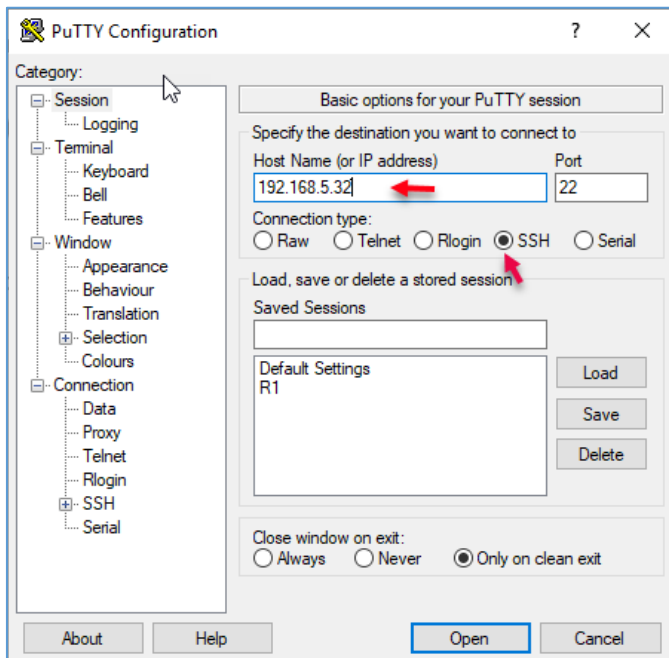 PuTTY Configuration
?
Category:
Session
Logging
Terminal
Keyboard
Bell
Features
Window
Appearance
Behaviour
Translation
Selection
Colours
Connection
Data
Proxy
Telnet
Rlogin
SSH
Serial
Basic options for your PuTTY session
Specify the destination you want to connect to
Host Name (or IP address) Port
192.168.5.32 22
Connection type:
Raw Telnet Rlogin SSH Serial
Load, save or delete a stored session
Saved Sessions
Default Settings
R1
Load
Save
Delete
Close window on exit:
Always Never Only on clean exit
About Help Open Cancel